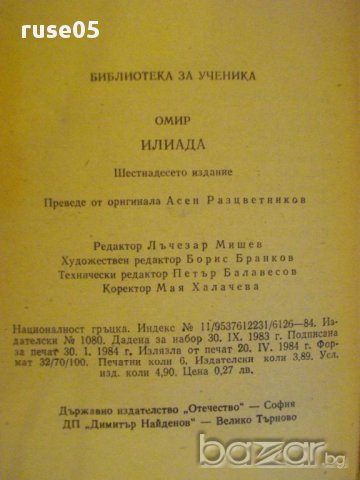 ruse05
БИБЛИОТЕКА ЗА УЧЕНИКА
ОМИР
ИЛИАДА
Шестнадесето издание
Преведе от оригинала Асен Разцветников
Редактор Лъчезар Мишев
Художествен редактор Борис Бранков
Технически редактор Петър Балавесов
Коректор Мая Халачева
Националност гръцка. Индекс № 11/9537612231/6126—84. Из-
дателски № 1080. Дадена за набор 30. IX. 1983 г. Подписана
за печат 30. 1. 1984 г. Излязла от печат 20. IV. 1984 г. Фор-
мат 32/70/100. Печатни коли 6. Издателски коли 3,89. Усл.
изд. коли 4,90. Цена 0,27 лв.
Държавно издателство „Отечество" — София
ДП „Димитър Найденов" — Велико Търново
bazar.bg